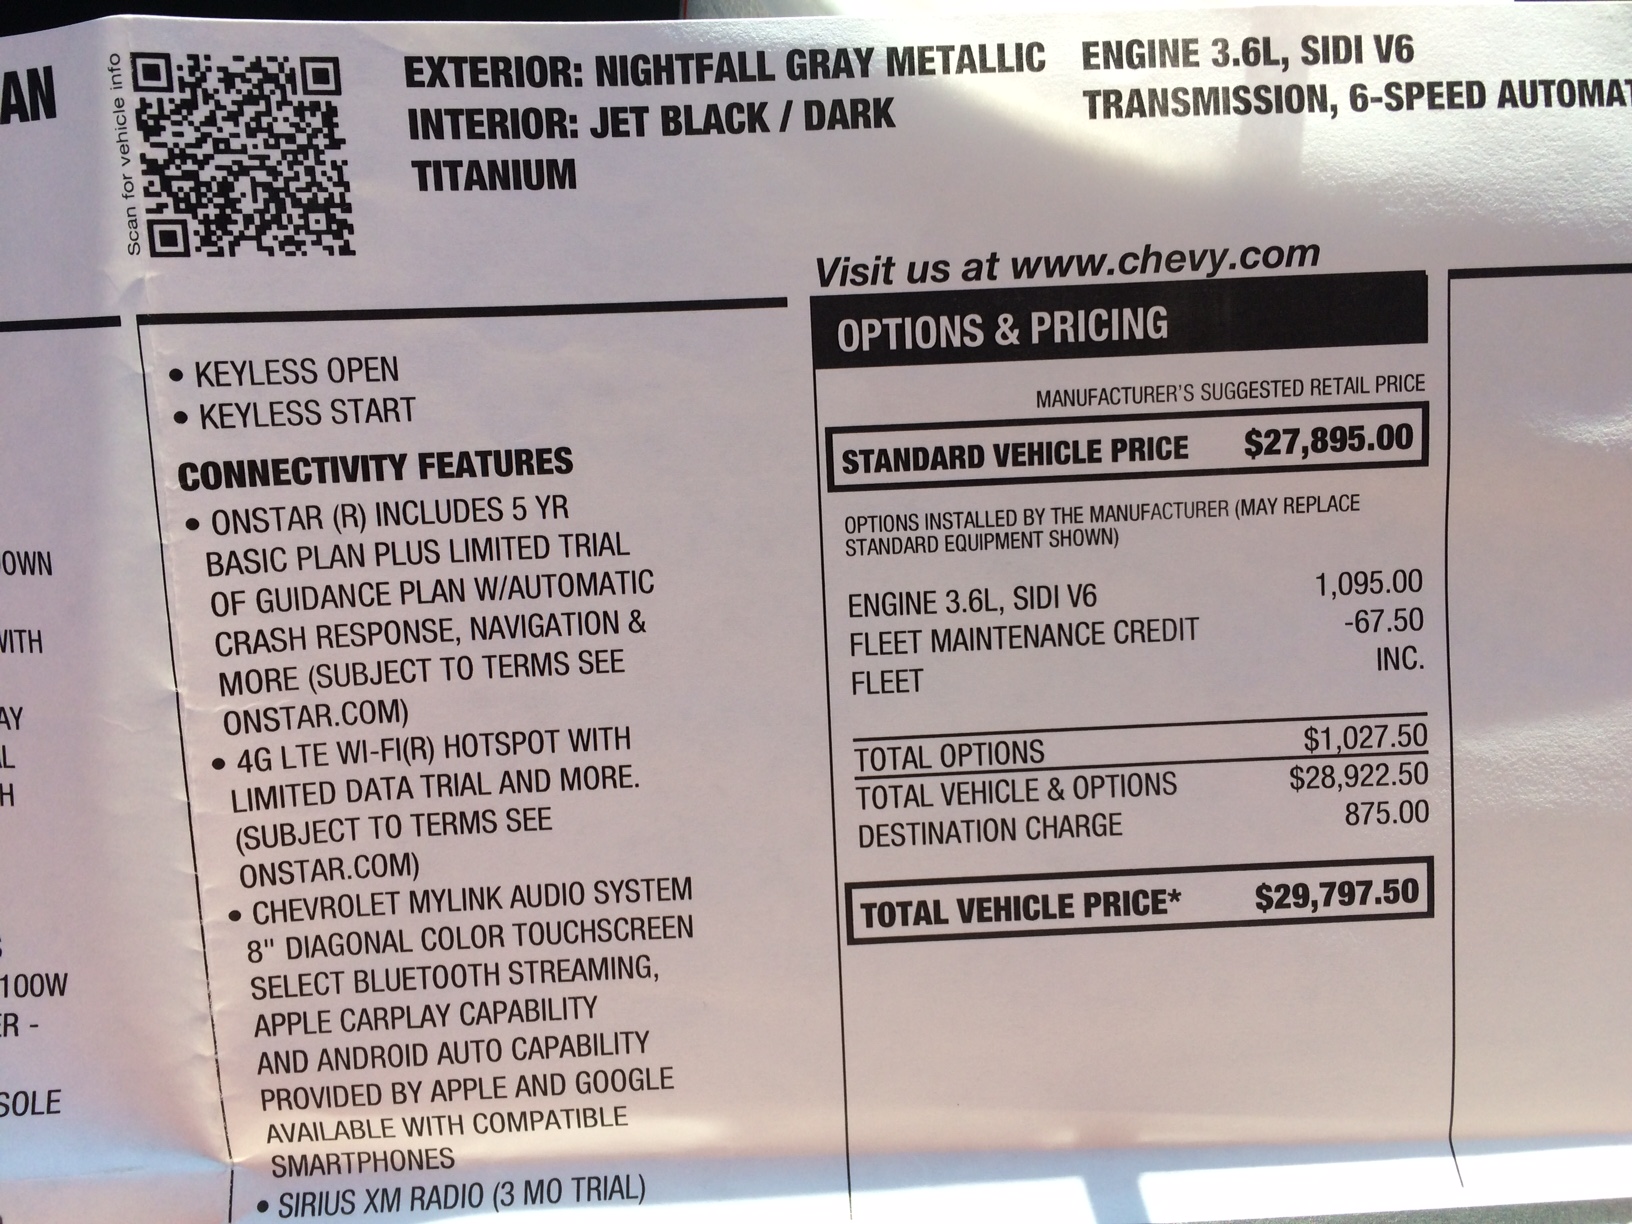 AN
Scan for vehicle info
EXTERIOR: NIGHTFALL GRAY METALLIC
INTERIOR: JET BLACK / DARK
TITANIUM
ENGINE 3.6L, SIDI V6
TRANSMISSION, 6-SPEED AUTOMAT
OWN
WITH
AY
L
H
S
100W
ER -
SOLE
• KEYLESS OPEN
• KEYLESS START
CONNECTIVITY FEATURES
• ONSTAR (R) INCLUDES 5 YR
BASIC PLAN PLUS LIMITED TRIAL
OF GUIDANCE PLAN W/AUTOMATIC
CRASH RESPONSE, NAVIGATION &
MORE (SUBJECT TO TERMS SEE
ONSTAR.COM)
• 4G LTE WI-FI(R) HOTSPOT WITH
LIMITED DATA TRIAL AND MORE.
(SUBJECT TO TERMS SEE
ONSTAR.COM)
• CHEVROLET MYLINK AUDIO SYSTEM
8" DIAGONAL COLOR TOUCHSCREEN
SELECT BLUETOOTH STREAMING,
APPLE CARPLAY CAPABILITY
AND ANDROID AUTO CAPABILITY
PROVIDED BY APPLE AND GOOGLE
AVAILABLE WITH COMPATIBLE
SMARTPHONES
• SIRIUS XM RADIO (3 MO TRIAL)
Visit us at www.chevy.com
OPTIONS & PRICING
MANUFACTURER'S SUGGESTED RETAIL PRICE
STANDARD VEHICLE PRICE $27,895.00
OPTIONS INSTALLED BY THE MANUFACTURER (MAY REPLACE
STANDARD EQUIPMENT SHOWN)
ENGINE 3.6L, SIDI V6 1,095.00
FLEET MAINTENANCE CREDIT -67.50
FLEET INC.
TOTAL OPTIONS $1,027.50
TOTAL VEHICLE & OPTIONS $28,922.50
DESTINATION CHARGE 875.00
TOTAL VEHICLE PRICE* $29,797.50